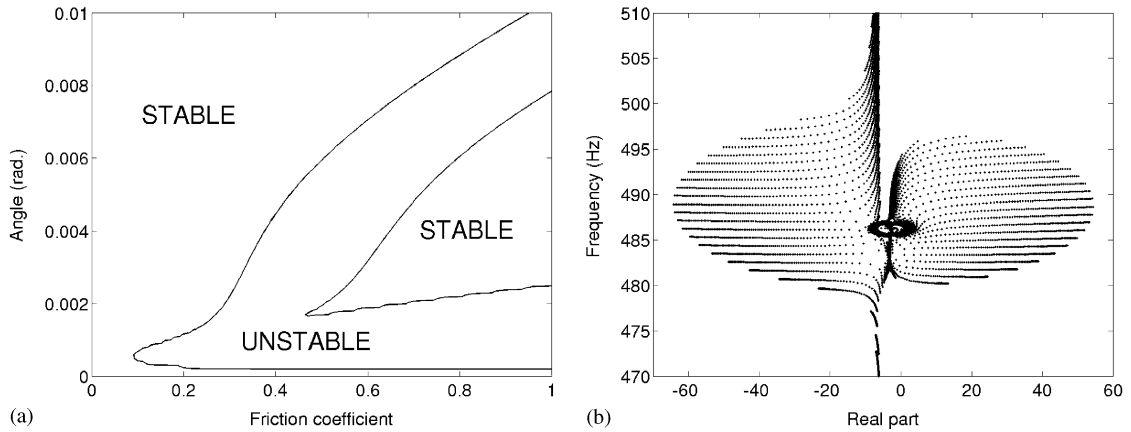 0.01
0.008
0.006
0.004
0.002
0
Angle (rad.)
STABLE
STABLE
UNSTABLE
0 0.2 0.4 0.6 0.8 1
(a)
Friction coefficient
510
505
500
495
490
485
480
475
470
Frequency (Hz)
-60 -40 -20 0 20 40 60
(b)
Real part